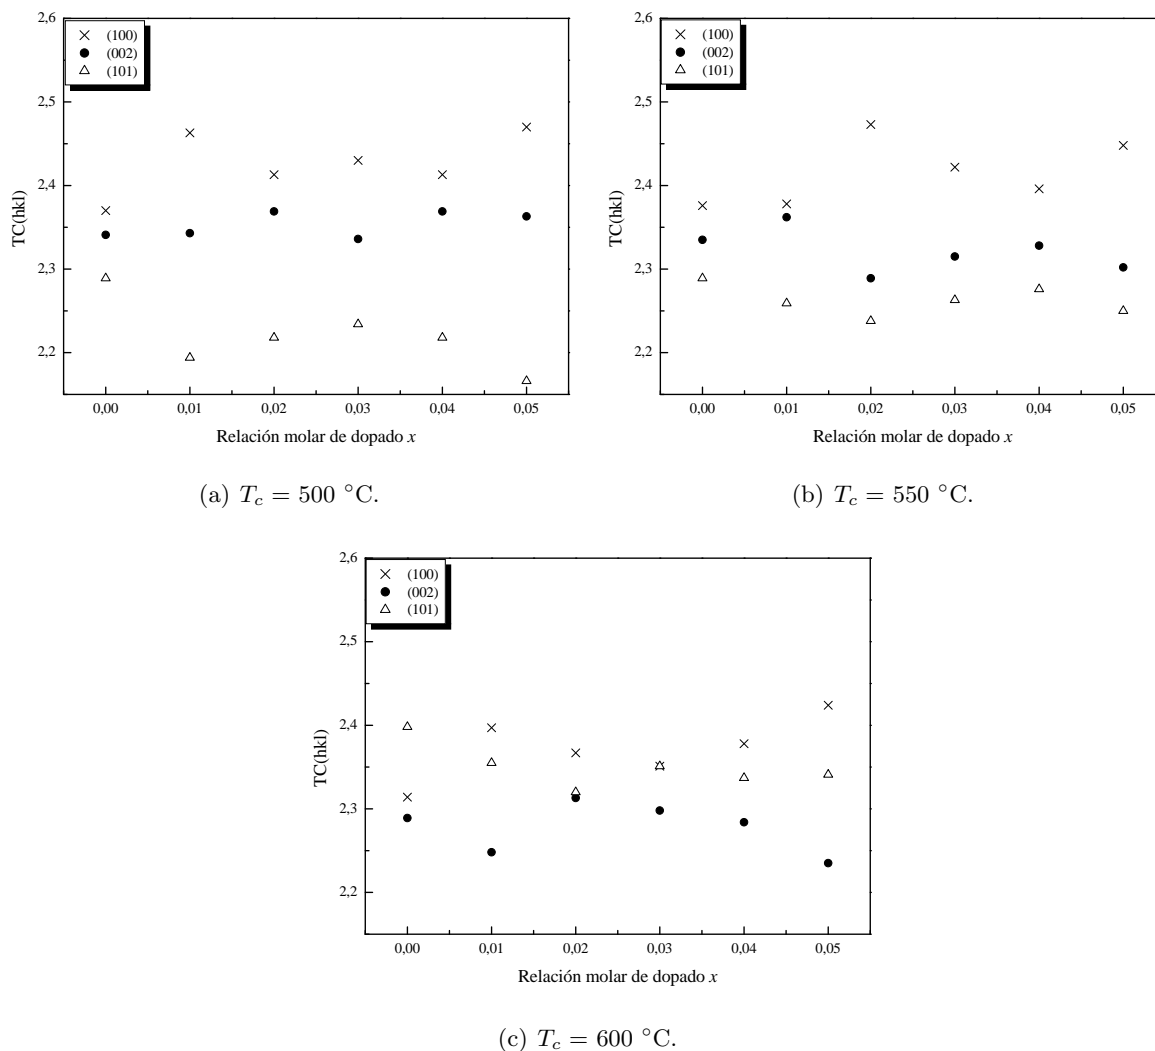 2,6
2,5
2,4
2,3
2,2
TC(hkl)
(100)
(002)
(101)
0,00 0,01 0,02 0,03 0,04 0,05
Relación molar de dopado x
(a) T_c = 500 °C.
2,6
2,5
2,4
2,3
2,2
TC(hkl)
(100)
(002)
(101)
0,00 0,01 0,02 0,03 0,04 0,05
Relación molar de dopado x
(b) T_c = 550 °C.
2,6
2,5
2,4
2,3
2,2
TC(hkl)
(100)
(002)
(101)
0,00 0,01 0,02 0,03 0,04 0,05
Relación molar de dopado x
(c) T_c = 600 °C.